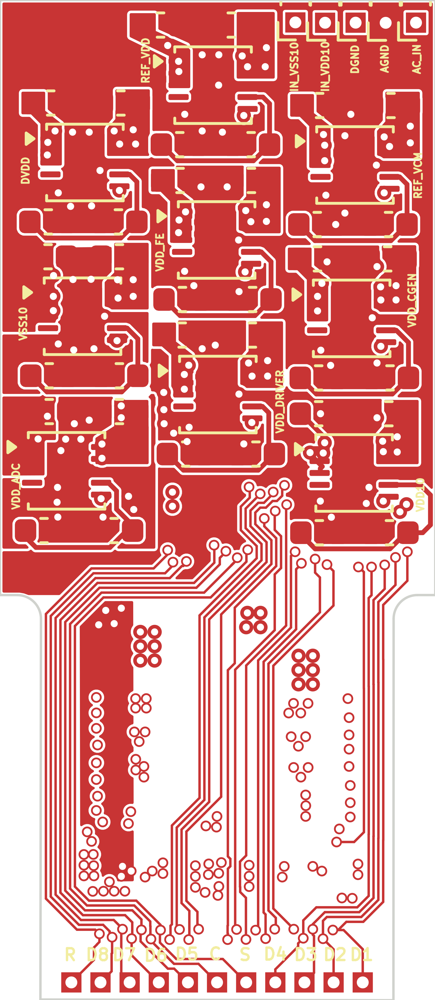 IN_VSS10
IN_VDD10
DGND
AGND
AC_IN
REF_VDD
DVDD
REF_VCM
VDD_FE
VSS10
VDD_CGEN
VDD_DRIVER
VDD_ADC
VDD10
R D8 D7 D6 D5 C S D4 D3 D2 D1